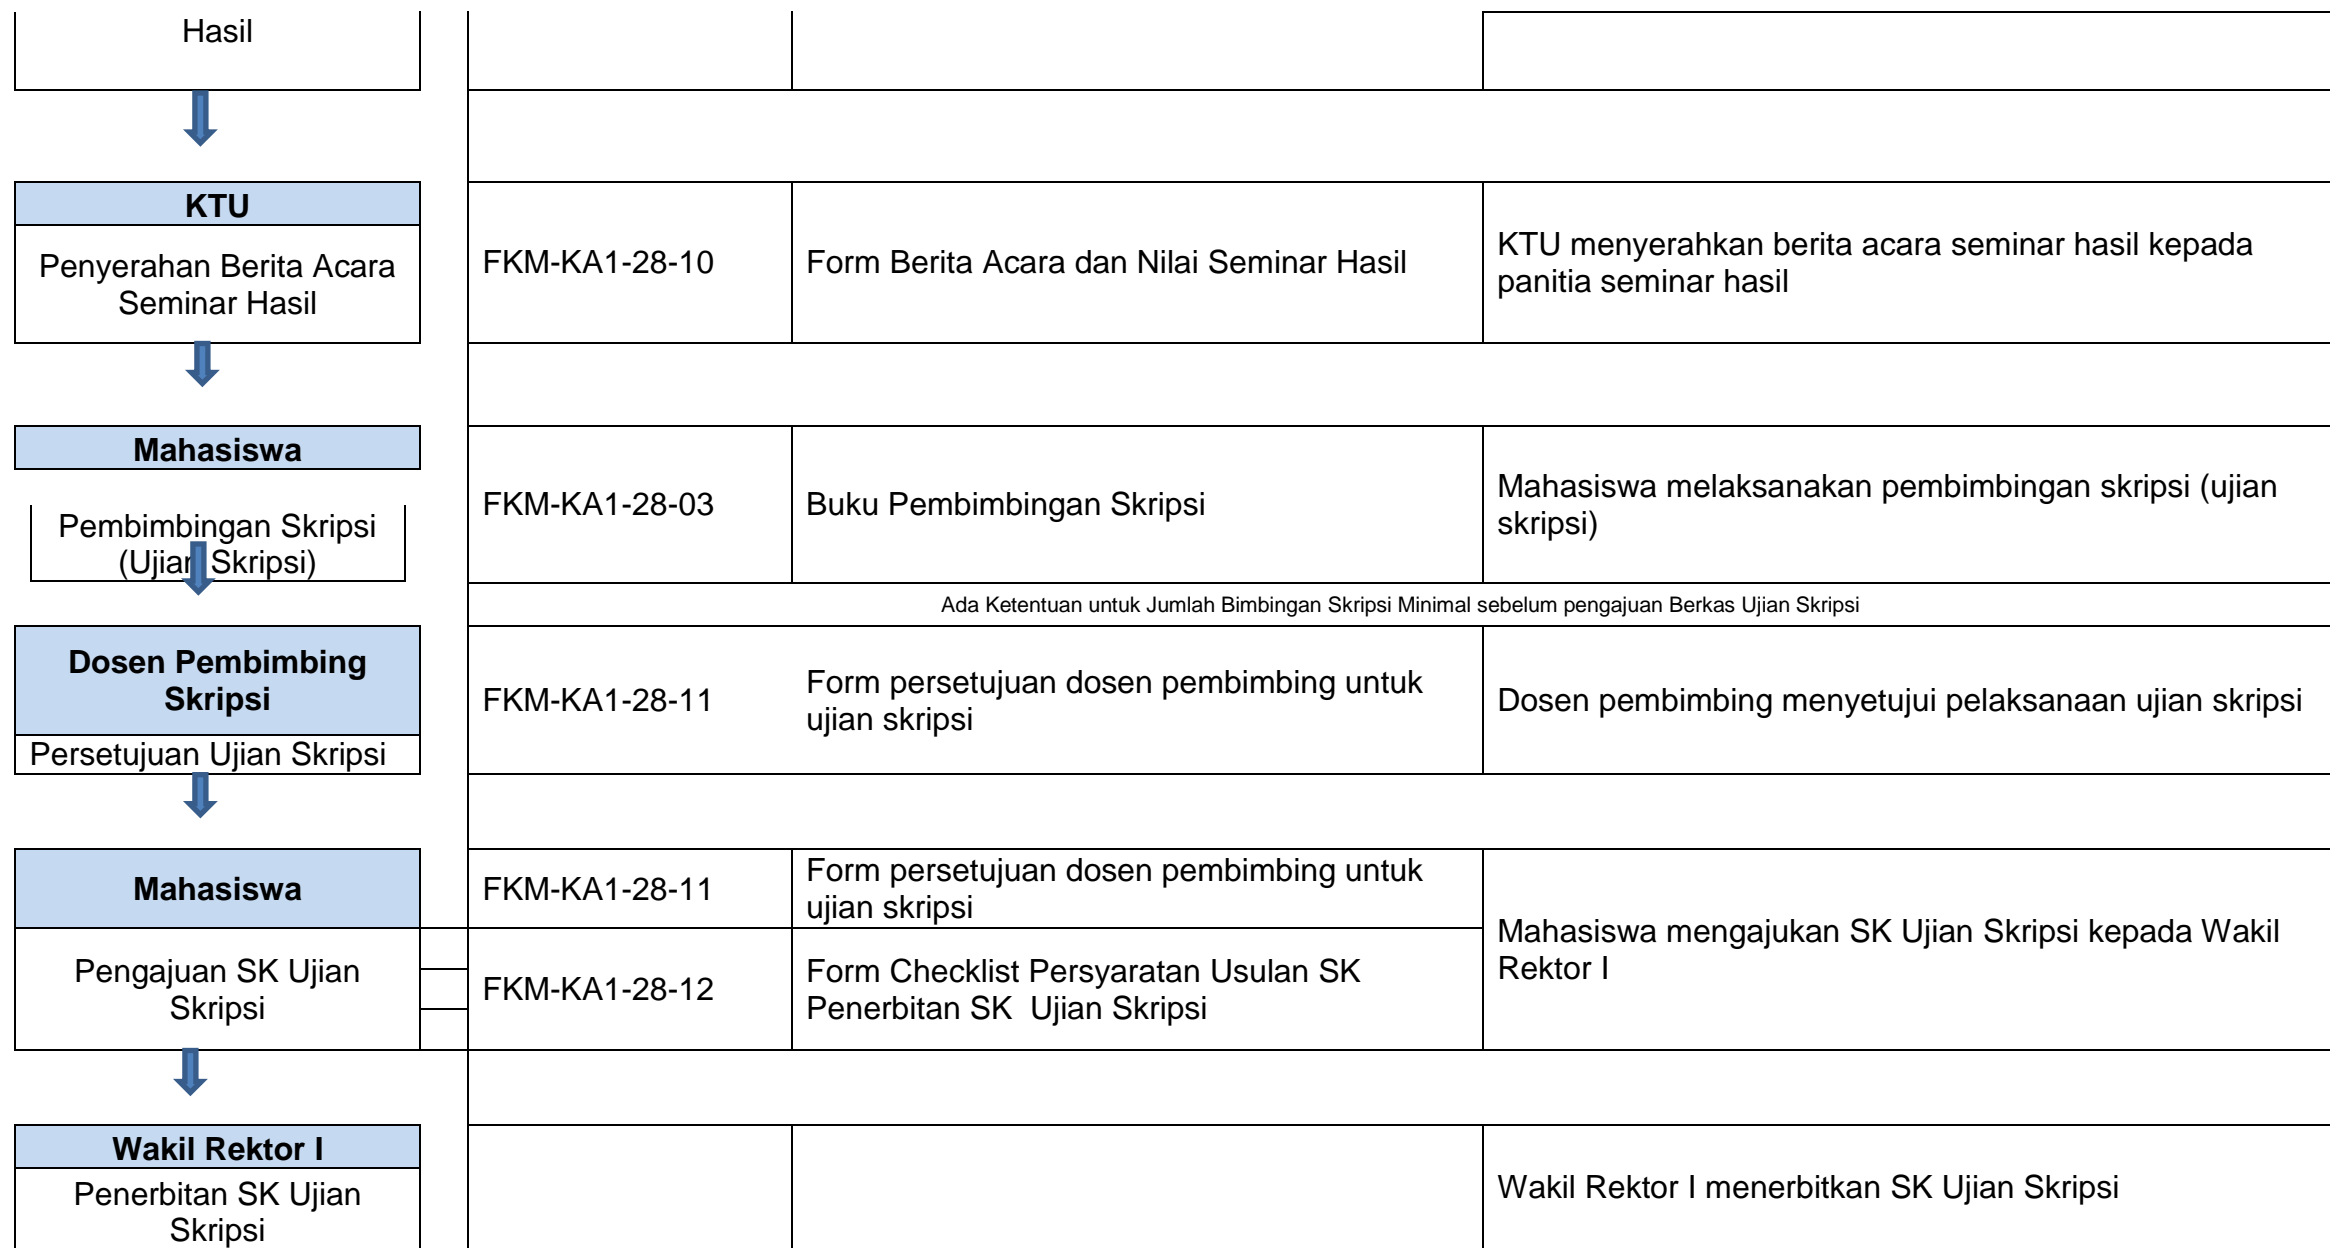 Hasil
KTU
Penyerahan Berita Acara
Seminar Hasil
FKM-KA1-28-10
Form Berita Acara dan Nilai Seminar Hasil
KTU menyerahkan berita acara seminar hasil kepada
panitia seminar hasil
Mahasiswa
Pembimbingan Skripsi
(Ujian Skripsi)
FKM-KA1-28-03
Buku Pembimbingan Skripsi
Mahasiswa melaksanakan pembimbingan skripsi (ujian
skripsi)
Ada Ketentuan untuk Jumlah Bimbingan Skripsi Minimal sebelum pengajuan Berkas Ujian Skripsi
Dosen Pembimbing
Skripsi
Persetujuan Ujian Skripsi
FKM-KA1-28-11
Form persetujuan dosen pembimbing untuk
ujian skripsi
Dosen pembimbing menyetujui pelaksanaan ujian skripsi
Mahasiswa
Pengajuan SK Ujian
Skripsi
FKM-KA1-28-11
Form persetujuan dosen pembimbing untuk
ujian skripsi
FKM-KA1-28-12
Form Checklist Persyaratan Usulan SK
Penerbitan SK  Ujian Skripsi
Mahasiswa mengajukan SK Ujian Skripsi kepada Wakil
Rektor I
Wakil Rektor I
Penerbitan SK Ujian
Skripsi
Wakil Rektor I menerbitkan SK Ujian Skripsi